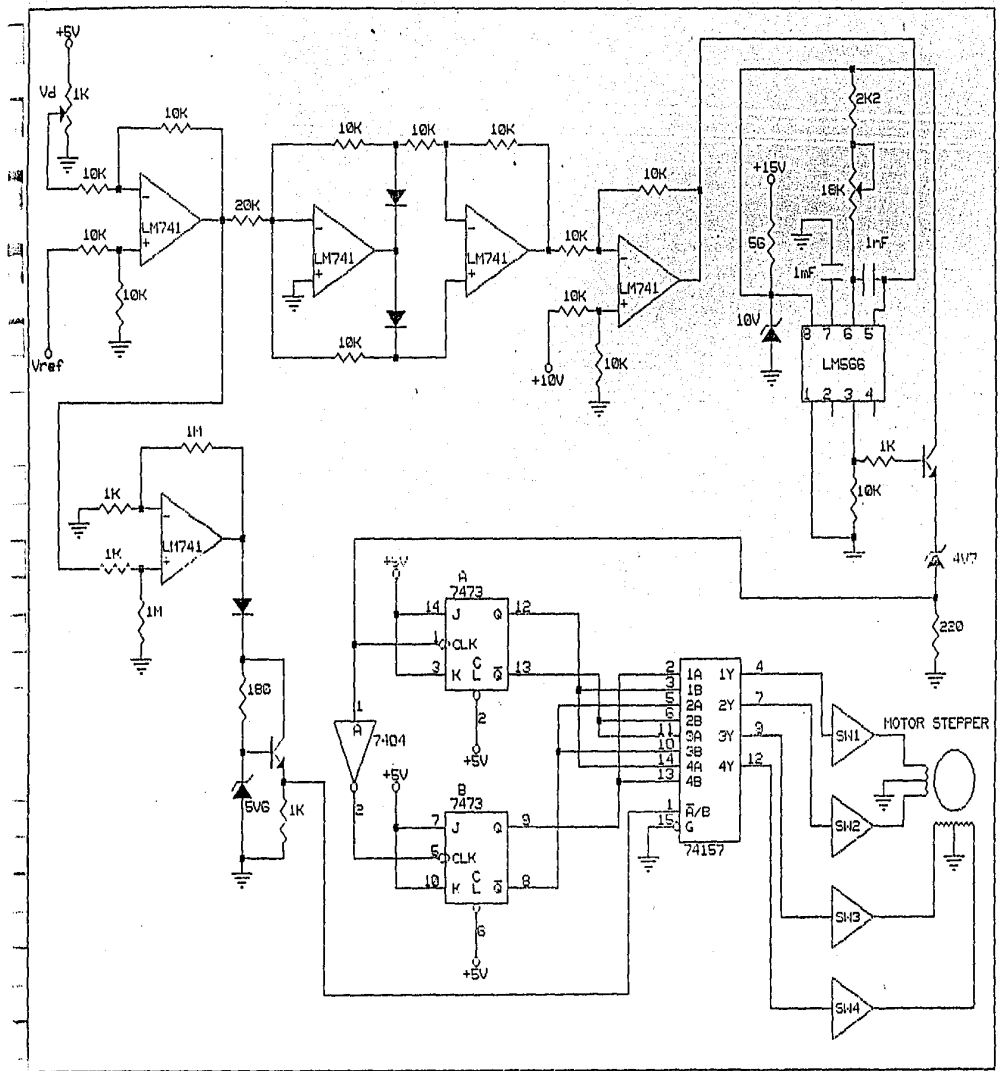 +5V
Vd
1K
10K
10K
LM741
10K
10K
Vref
20K
10K
10K
10K
LM741
LM741
10K
10K
10K
LM741
10K
+10V
10K
+15V
56
10V
2K2
18K
1nF
1mF
8 7 6 5
LM566
1 2 3 4
1K
10K
4V7
220
1M
1K
LM741
1K
1M
180
5V6
1K
+5V
A
7473
14 J Q 12
1 CLK
3 K C L Q̅ 13
2
+5V
1
A
7404
2
+5V
B
7473
7 J Q 9
5 CLK
10 K C L Q̅ 8
6
+5V
2 1A 1Y 4
3 1B
5 2A 2Y 7
6 2B
11 3A 3Y 9
10 3B
14 4A 4Y 12
13 4B
1 A̅/B
15 G
74157
MOTOR STEPPER
SW1
SW2
SW3
SW4